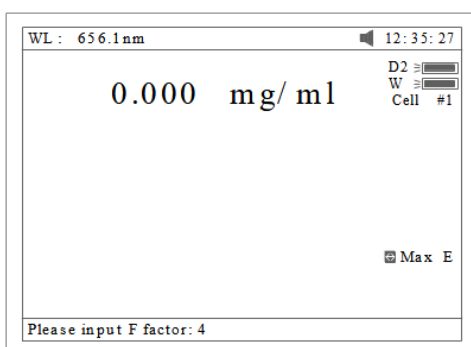 WL: 656.1nm 12:35:27
D2
0.000 mg/ml
W
Cell #1
Max E
Please input F factor: 4